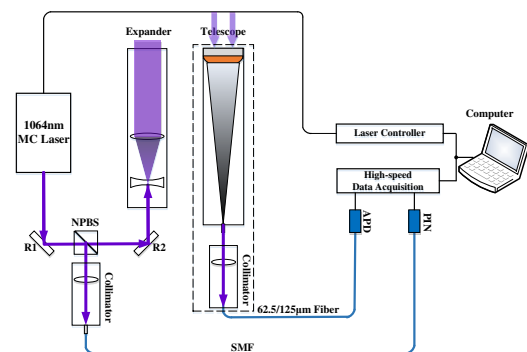 Expander
Telescope
1064nm
MC Laser
Computer
Laser Controller
High-speed
Data Acquisition
NPBS
R1
R2
APD
PIN
Collimator
Collimator
62.5/125μm Fiber
SMF